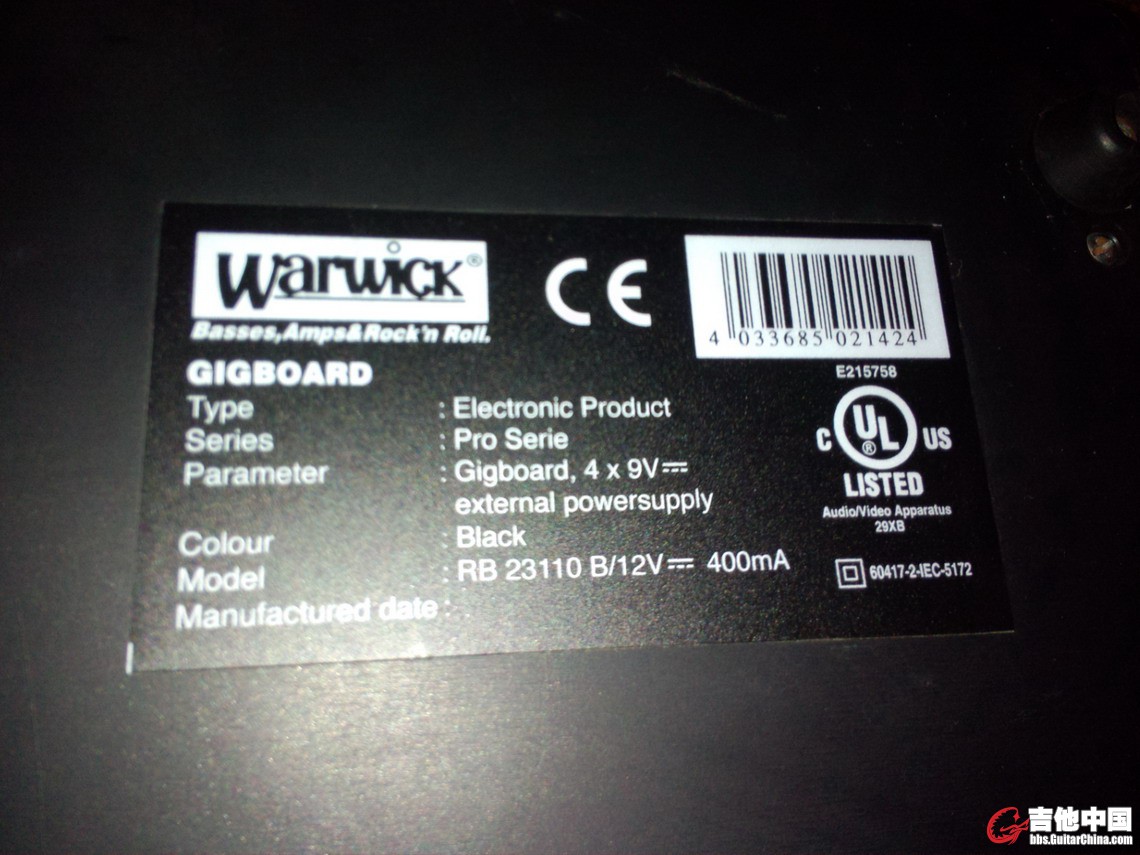 Warwick®
Basses,Amps&Rock'n Roll.
CE
4 033685 021424
GIGBOARD
Type : Electronic Product
Series : Pro Serie
Parameter : Gigboard, 4 x 9V⎓
external powersupply
Colour : Black
Model : RB 23110 B/12V⎓ 400mA
Manufactured date :
E215758
C UL® US
LISTED
Audio/Video Apparatus
29XB
60417-2-IEC-5172
吉他中国
bbs.GuitarChina.com